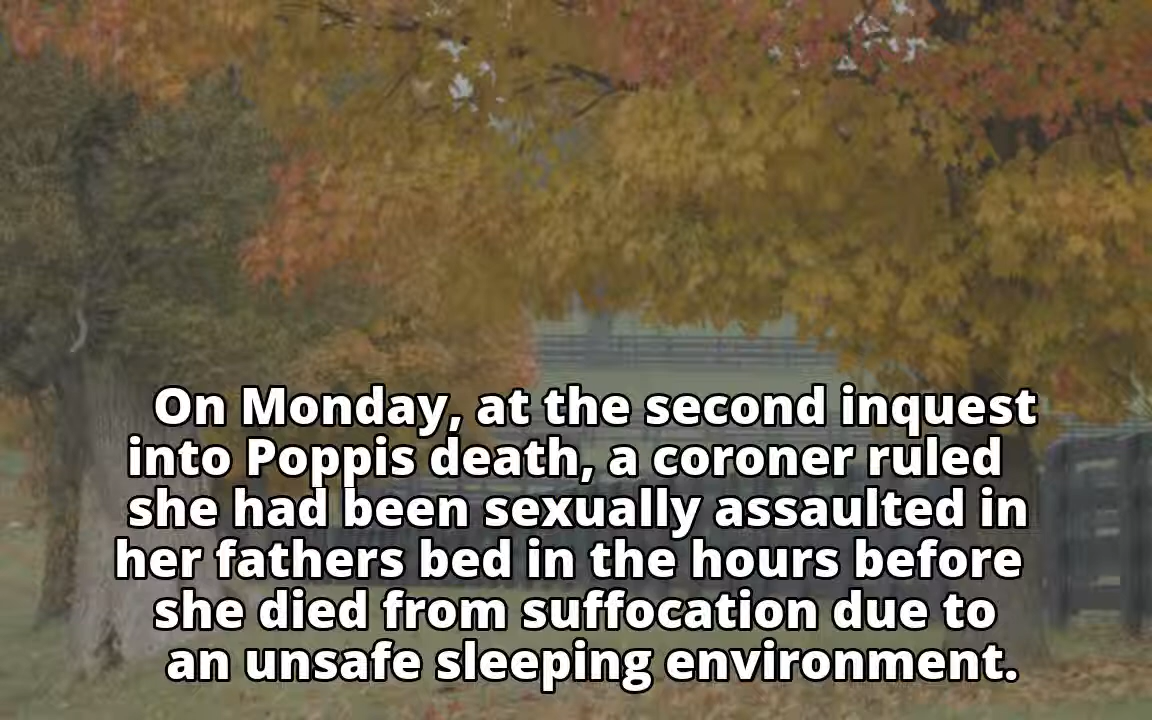 On Monday, at the second inquest
into Poppis death, a coroner ruled
she had been sexually assaulted in
her fathers bed in the hours before
she died from suffocation due to
an unsafe sleeping environment.